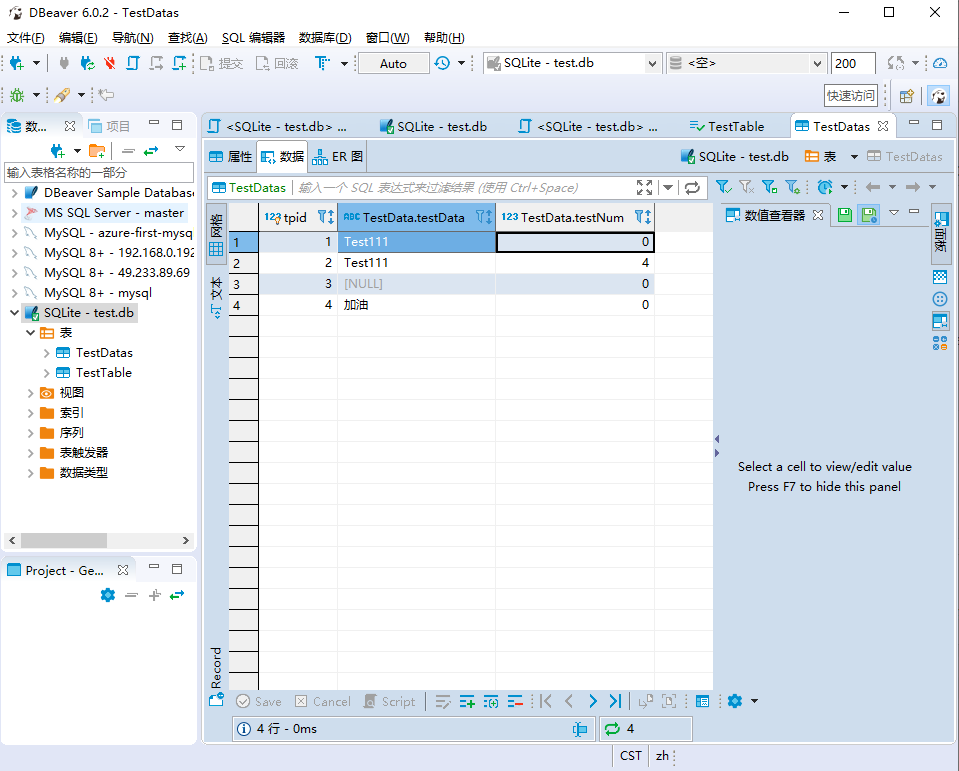 DBeaver 6.0.2 - TestDatas
文件(F) 编辑(E) 导航(N) 查找(A) SQL 编辑器 数据库(D) 窗口(W) 帮助(H)
提交 回滚 Auto SQLite - test.db <空> 200
快速访问
数... 项目
<SQLite - test.db> ... SQLite - test.db <SQLite - test.db> ... TestTable TestDatas
属性 数据 ER 图 SQLite - test.db 表 TestDatas
输入表格名称的一部分
TestDatas 输入一个 SQL 表达式来过滤结果 (使用 Ctrl+Space)
DBeaver Sample Database
MS SQL Server - master
MySQL - azure-first-mysq
MySQL 8+ - 192.168.0.192
MySQL 8+ - 49.233.89.69
MySQL 8+ - mysql
SQLite - test.db
表
TestDatas
TestTable
视图
索引
序列
表触发器
数据类型
Project - Ge...
网格
文本
Record
123 tpid ABC TestData.testData 123 TestData.testNum
1 1 Test111 0
2 2 Test111 4
3 3 [NULL] 0
4 4 加油 0
数值查看器
面板
Select a cell to view/edit value
Press F7 to hide this panel
Save Cancel Script
4 行 - 0ms 4
CST zh